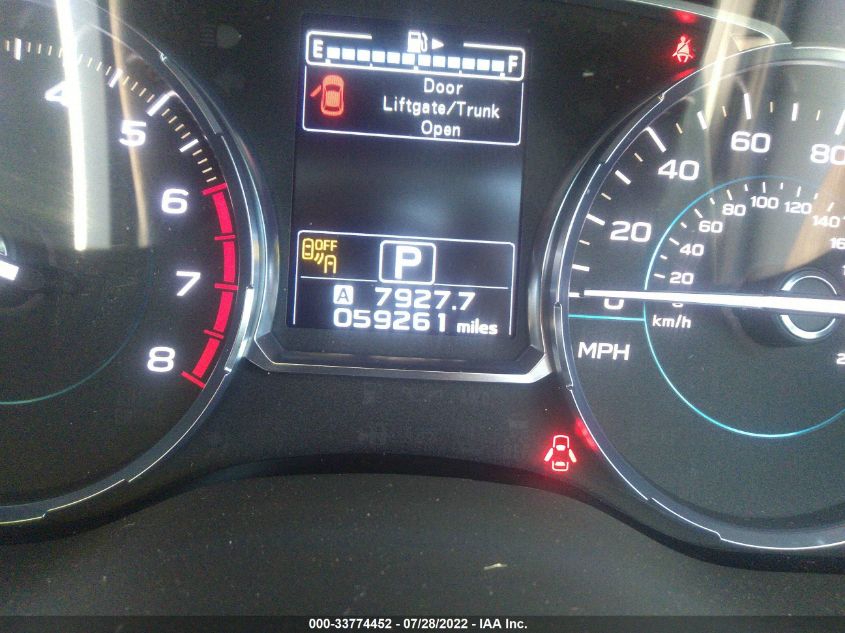 E F
Door
Liftgate/Trunk
Open
OFF
P
A 7927.7
059261 miles
4
5
6
7
8
0
20
40
60
80
20
40
60
80
100
120
140
km/h
MPH
000-33774452 - 07/28/2022 - IAA Inc.